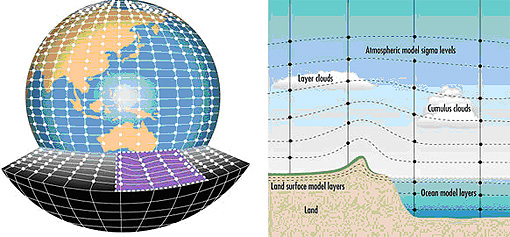 Atmospheric model sigma levels
Layer clouds
Cumulus clouds
Land surface model layers
Ocean model layers
Land